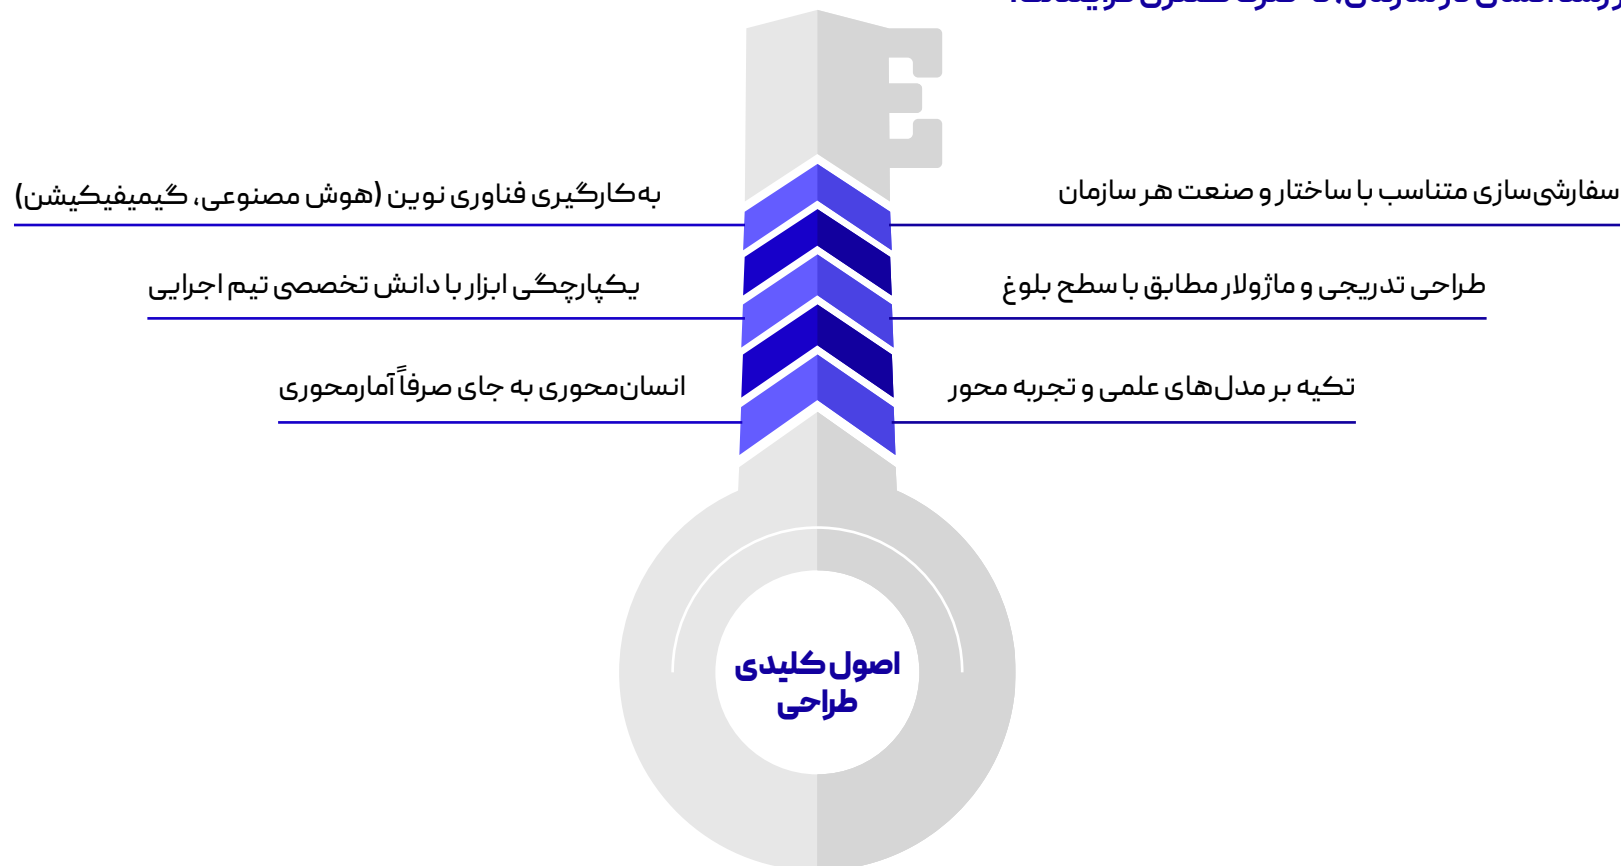 سفارشی‌سازی متناسب با ساختار و صنعت هر سازمان
طراحی تدریجی و ماژولار مطابق با سطح بلوغ
تکیه بر مدل‌های علمی و تجربه محور
به‌کارگیری فناوری نوین (هوش مصنوعی، گیمیفیکیشن)
یکپارچگی ابزار با دانش تخصصی تیم اجرایی
انسان‌محوری به جای صرفاً آمارمحوری
اصول کلیدی
طراحی